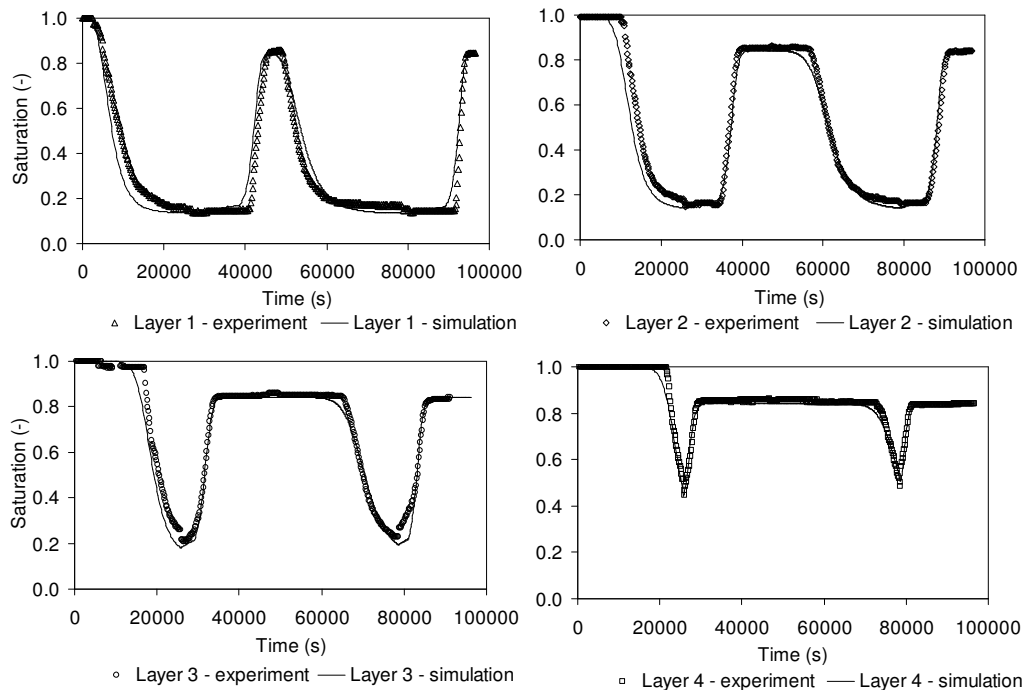 1.0
0.8
0.6
0.4
0.2
0.0
Saturation (-)
0 20000 40000 60000 80000 100000
Time (s)
Layer 1 - experiment Layer 1 - simulation
1.0
0.8
0.6
0.4
0.2
0.0
0 20000 40000 60000 80000 100000
Time (s)
Layer 2 - experiment Layer 2 - simulation
1.0
0.8
0.6
0.4
0.2
0.0
Saturation (-)
0 20000 40000 60000 80000 100000
Time (s)
Layer 3 - experiment Layer 3 - simulation
1.0
0.8
0.6
0.4
0.2
0.0
0 20000 40000 60000 80000 100000
Time (s)
Layer 4 - experiment Layer 4 - simulation